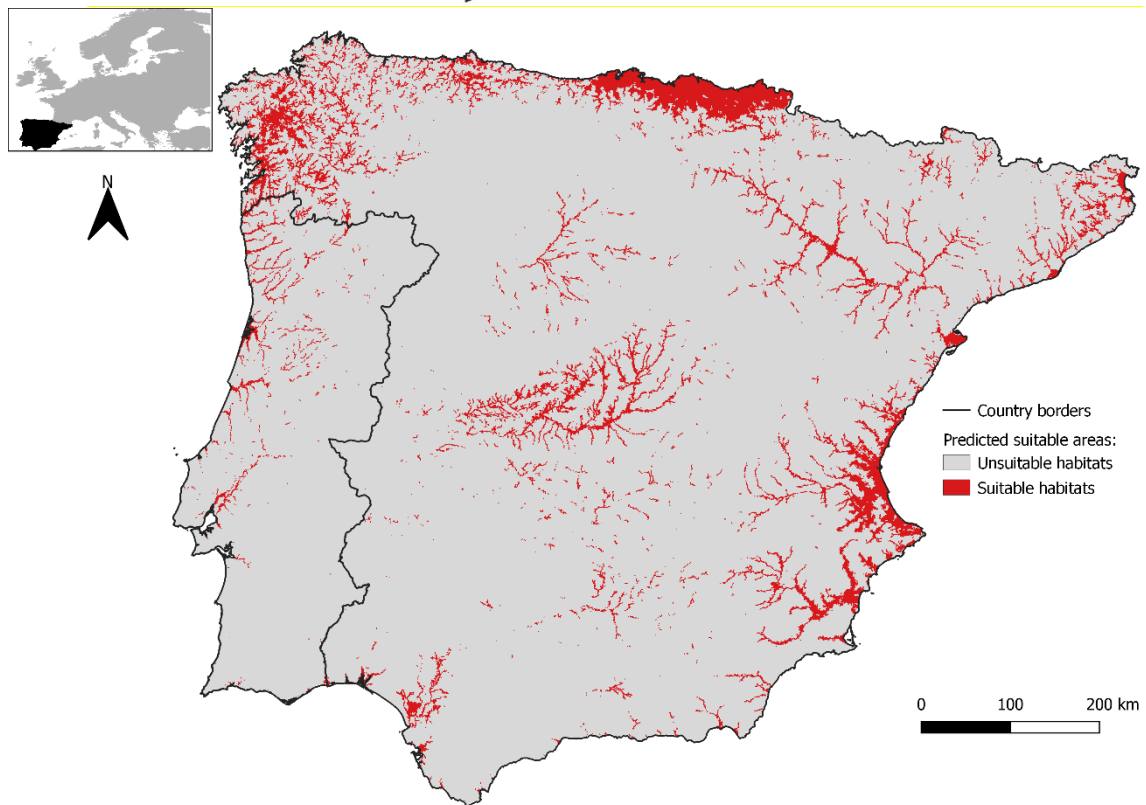 N
Country borders
Predicted suitable areas:
Unsuitable habitats
Suitable habitats
0 100 200 km